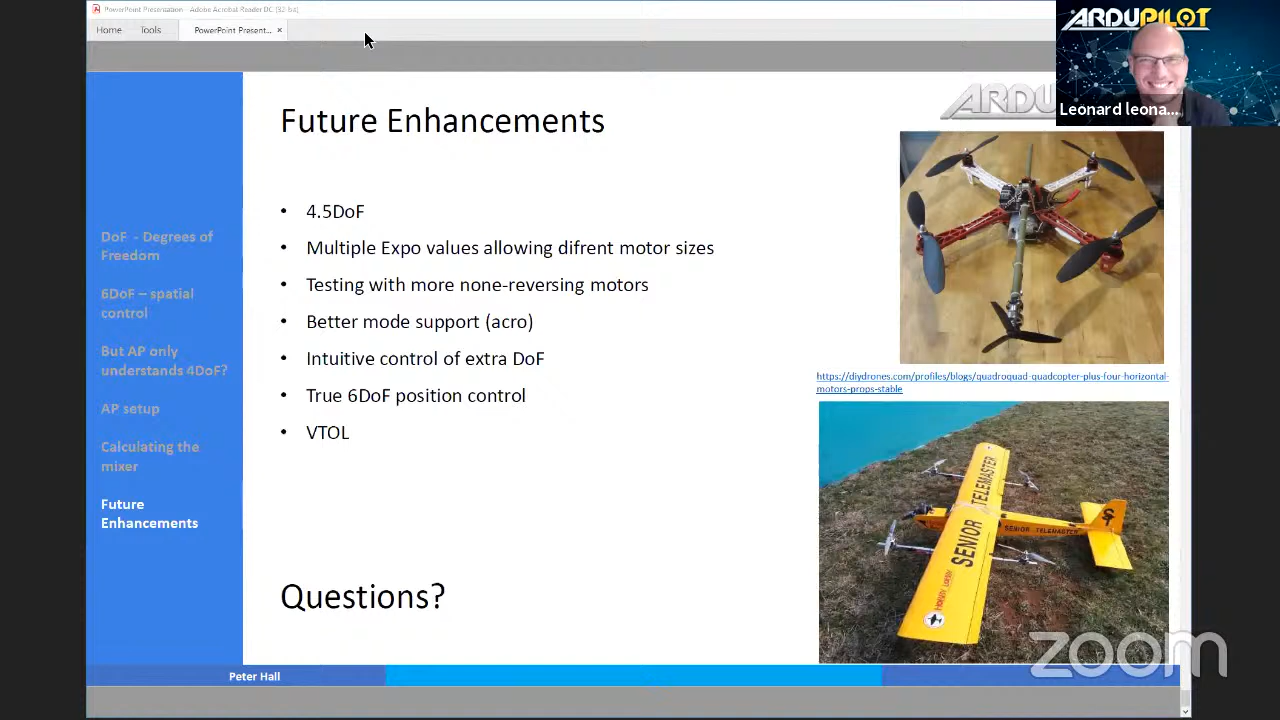 PowerPoint Presentation - Adobe Acrobat Reader DC (32-bit)
Home Tools PowerPoint Present... ×
ARDUPILOT
Leonard leona...
ARDU
Future Enhancements
• 4.5DoF
• Multiple Expo values allowing difrent motor sizes
• Testing with more none-reversing motors
• Better mode support (acro)
• Intuitive control of extra DoF
• True 6DoF position control
• VTOL
DoF - Degrees of
Freedom
6DoF – spatial
control
But AP only
understands 4DoF?
AP setup
Calculating the
mixer
Future
Enhancements
https://diydrones.com/profiles/blogs/quadroquad-quadcopter-plus-four-horizontal-
motors-props-stable
SENIOR TELEMASTER
SENIOR TELEMASTER
ST
Questions?
Peter Hall
zoom